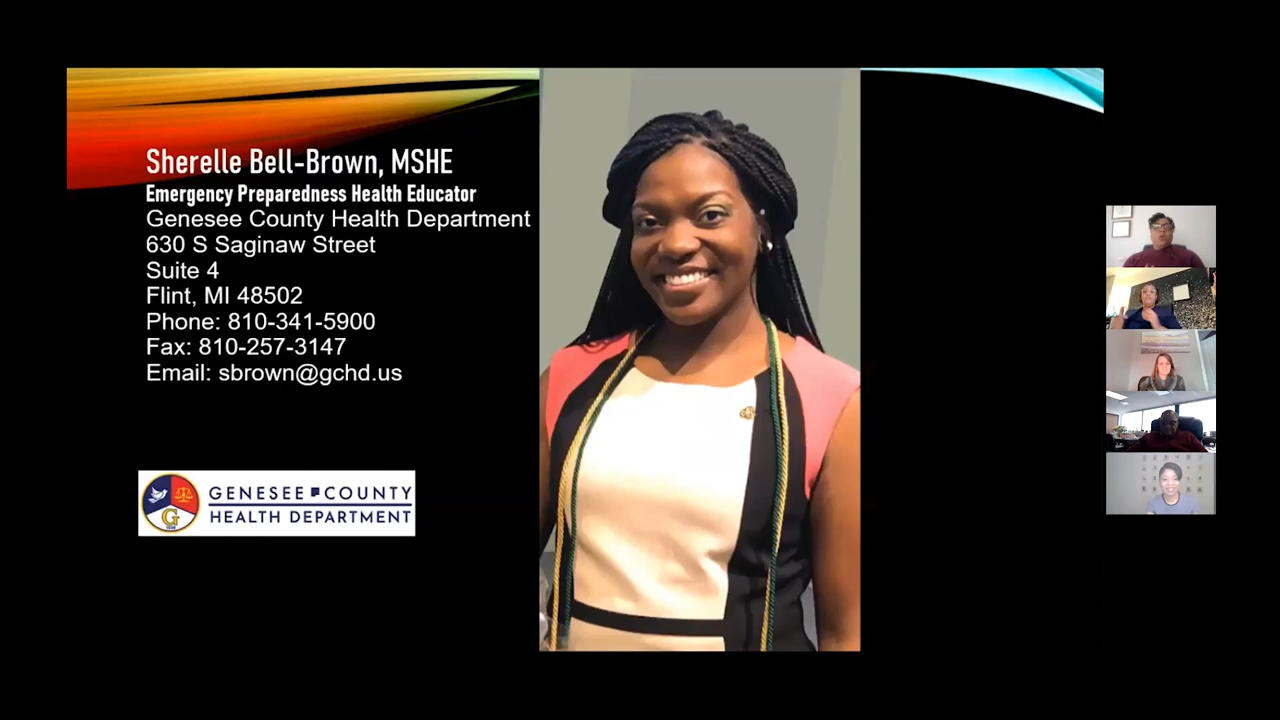 Sherelle Bell-Brown, MSHE
Emergency Preparedness Health Educator
Genesee County Health Department
630 S Saginaw Street
Suite 4
Flint, MI 48502
Phone: 810-341-5900
Fax: 810-257-3147
Email: sbrown@gchd.us
GENESEE COUNTY
HEALTH DEPARTMENT
G